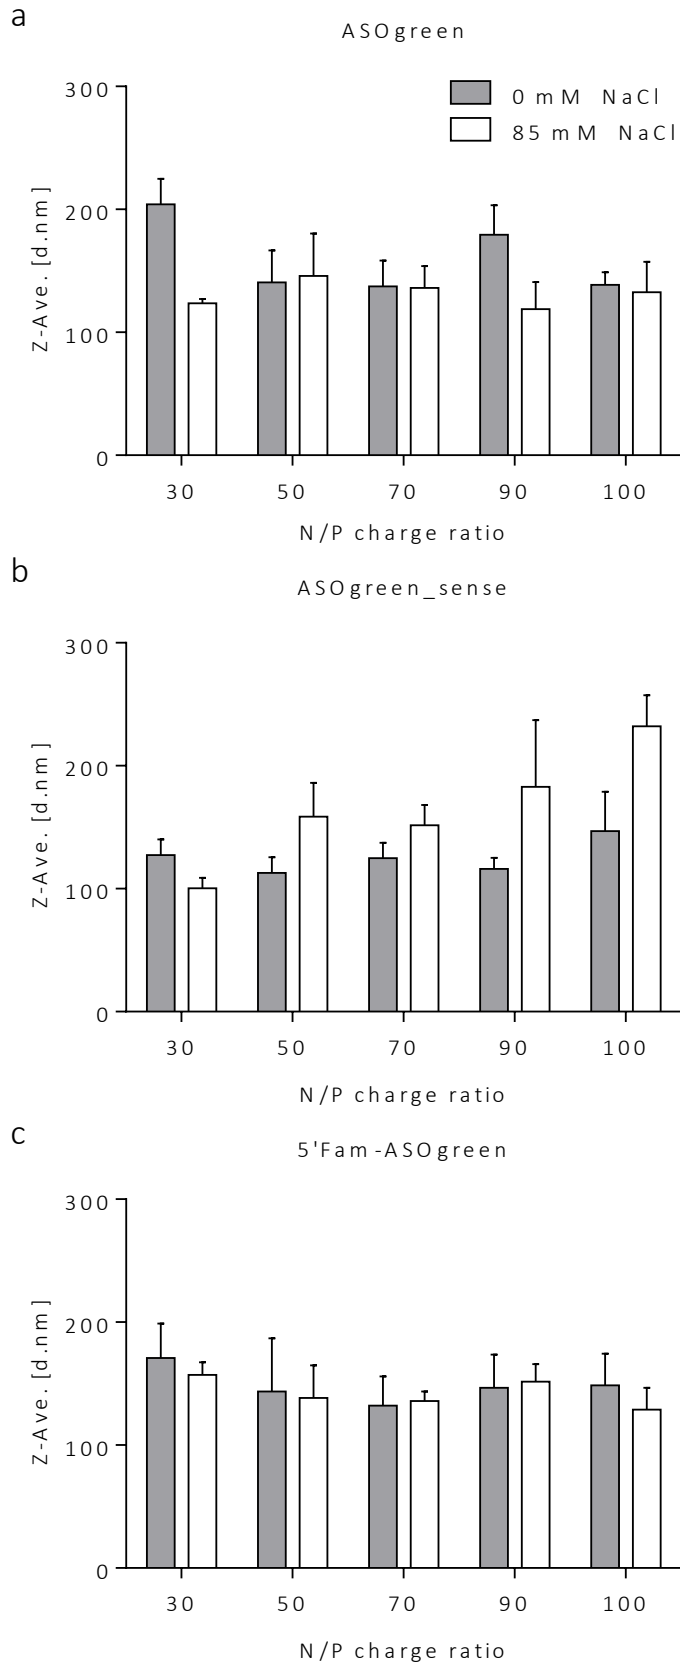 a
ASOgreen
300
200
100
0
Z-Ave. [d.nm]
0 mM NaCl
85 mM NaCl
30 50 70 90 100
N/P charge ratio
b
ASOgreen_sense
300
200
100
0
Z-Ave. [d.nm]
30 50 70 90 100
N/P charge ratio
c
5'Fam-ASOgreen
300
200
100
0
Z-Ave. [d.nm]
30 50 70 90 100
N/P charge ratio